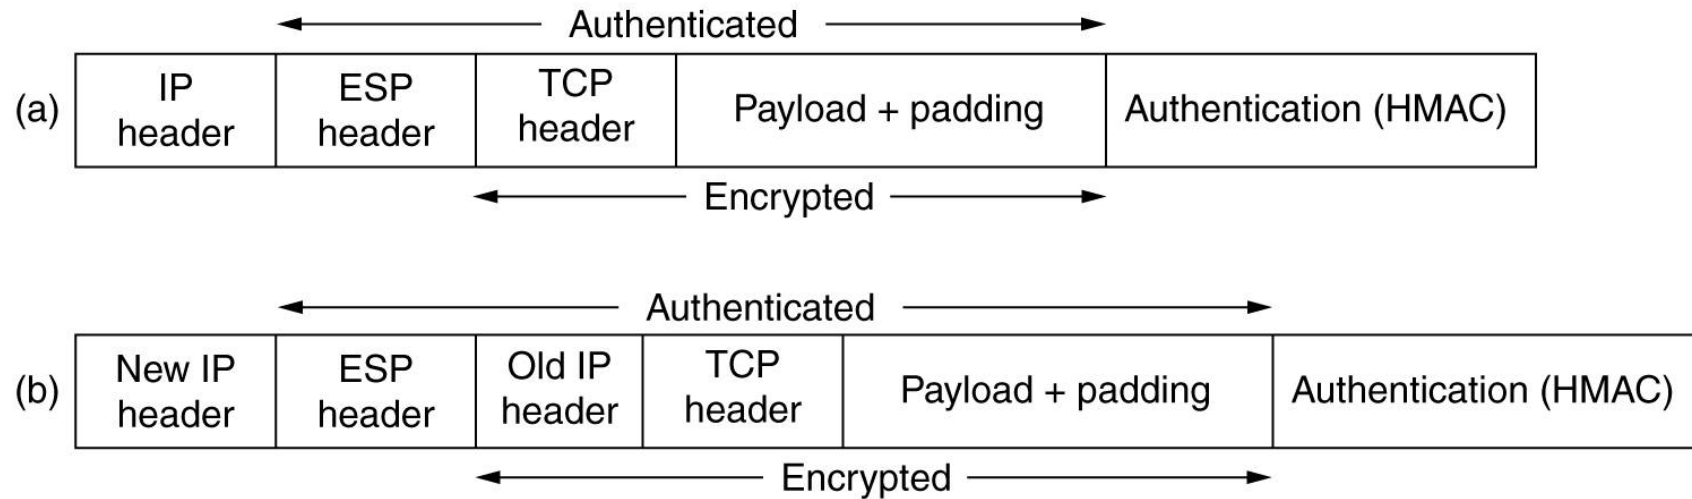 Authenticated
(a)
IP
header
ESP
header
TCP
header
Payload + padding
Authentication (HMAC)
Encrypted
Authenticated
(b)
New IP
header
ESP
header
Old IP
header
TCP
header
Payload + padding
Authentication (HMAC)
Encrypted